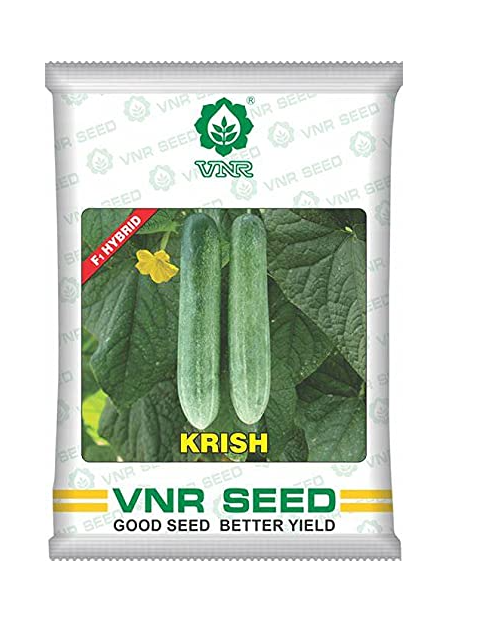 ®
VNR
F1 HYBRID
KRISH
VNR SEED
GOOD SEED BETTER YIELD